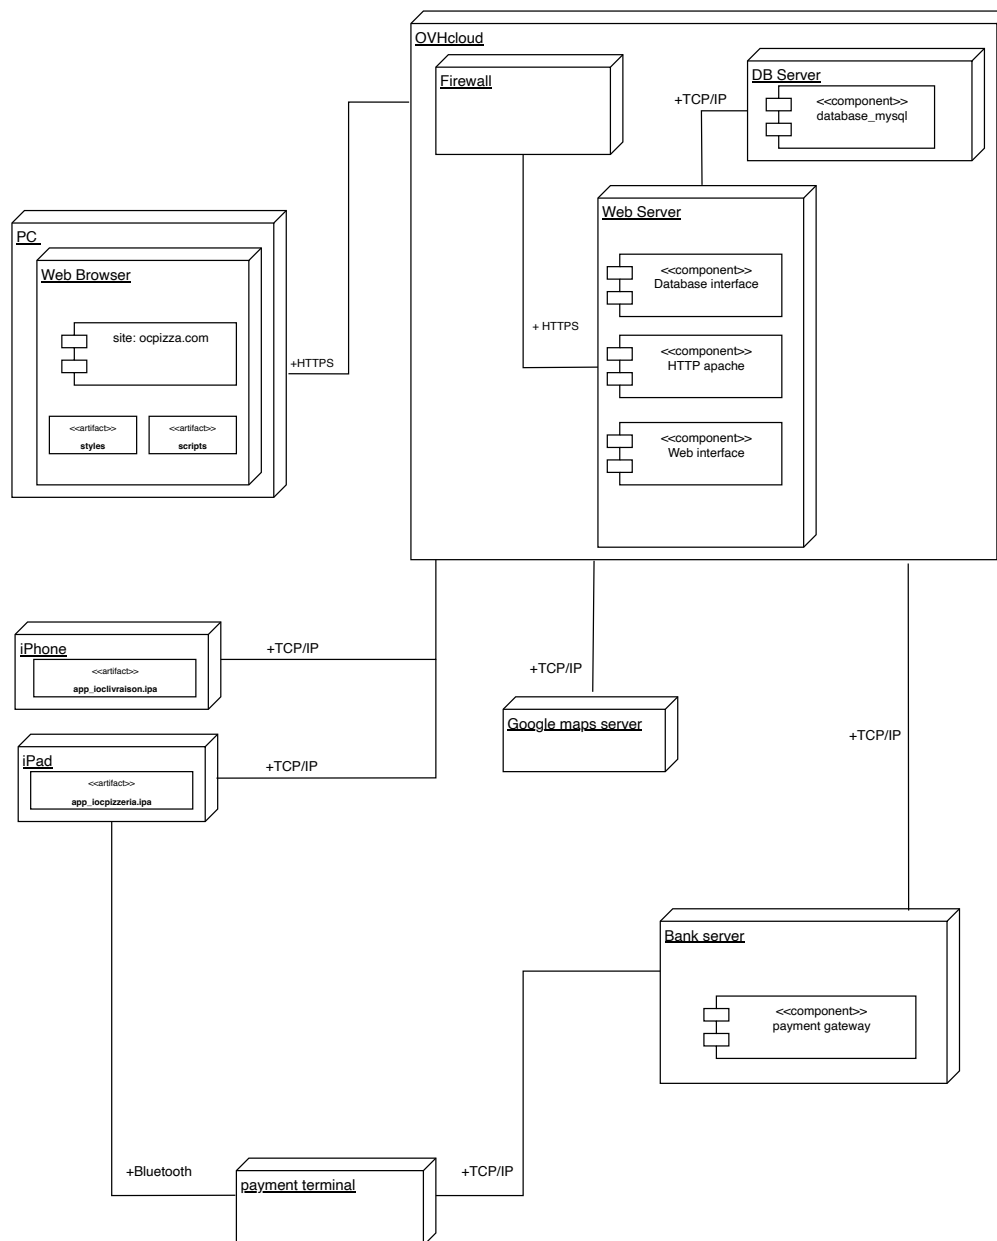 OVHcloud
Firewall
DB Server
<<component>>
database_mysql
+TCP/IP
Web Server
<<component>>
Database interface
+ HTTPS
<<component>>
HTTP apache
<<component>>
Web interface
PC
Web Browser
site: ocpizza.com
<<artifact>>
styles
<<artifact>>
scripts
+HTTPS
iPhone
<<artifact>>
app_ioclivraison.ipa
+TCP/IP
iPad
<<artifact>>
app_iocpizzeria.ipa
+TCP/IP
+TCP/IP
Google maps server
+TCP/IP
Bank server
<<component>>
payment gateway
+Bluetooth
payment terminal
+TCP/IP